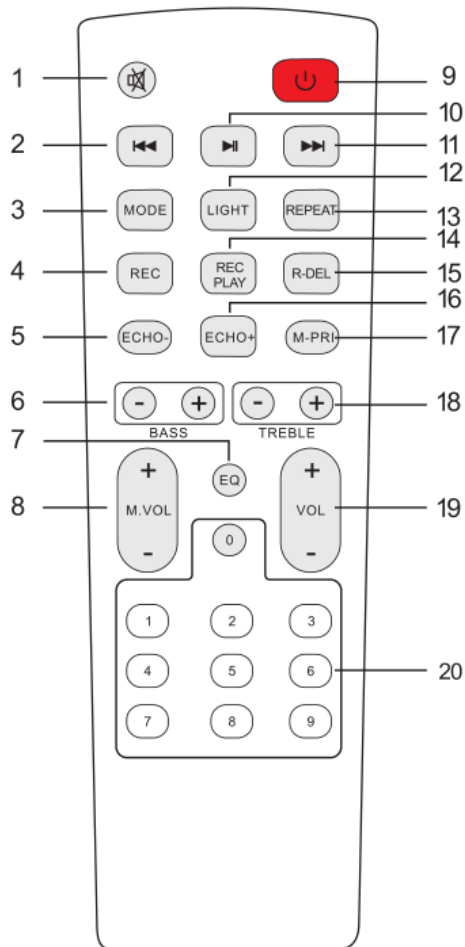 1 9
10
2 11
12
3 MODE LIGHT REPEAT 13
14
4 REC REC PLAY R-DEL 15
16
5 ECHO- ECHO+ M-PRI 17
6 - + - + 18
BASS TREBLE
7
+ EQ +
8 M.VOL VOL 19
- 0 -
1 2 3
4 5 6 20
7 8 9